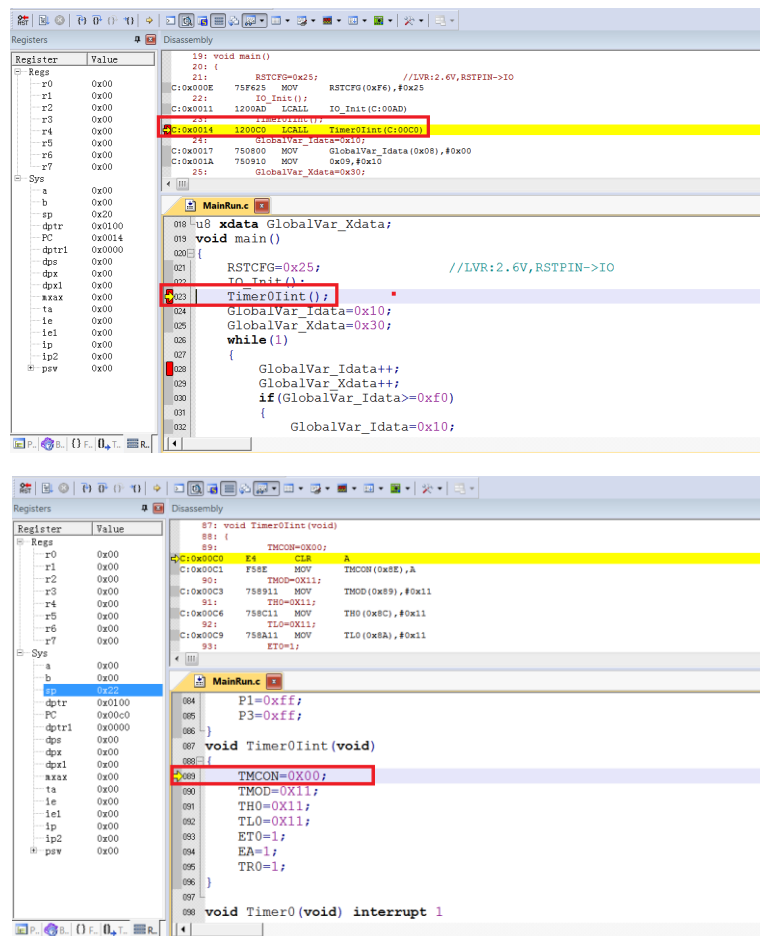 Registers
Register Value
Regs
r0 0x00
r1 0x00
r2 0x00
r3 0x00
r4 0x00
r5 0x00
r6 0x00
r7 0x00
Sys
a 0x00
b 0x00
sp 0x20
dptr 0x0100
PC 0x0014
dptr1 0x0000
dps 0x00
dpx 0x00
dpx1 0x00
mxax 0x00
ta 0x00
ie 0x00
ie1 0x00
ip 0x00
ip2 0x00
psw 0x00
P.. B.. {} F.. 0. T.. R..
Disassembly
19: void main()
20: {
21: RSTCFG=0x25; //LVR:2.6V,RSTPIN->IO
C:0x000E 75F625 MOV RSTCFG(0xF6),#0x25
22: IO_Init();
C:0x0011 1200AD LCALL IO_Init(C:00AD)
23: Timer0Iint();
C:0x0014 1200C0 LCALL Timer0Iint(C:00C0)
24: GlobalVar_Idata=0x10;
C:0x0017 750800 MOV GlobalVar_Idata(0x08),#0x00
C:0x001A 750910 MOV 0x09,#0x10
25: GlobalVar_Xdata=0x30;
MainRun.c
018 u8 xdata GlobalVar_Xdata;
019 void main()
020 {
021 RSTCFG=0x25; //LVR:2.6V,RSTPIN->IO
022 IO_Init();
023 Timer0Iint();
024 GlobalVar_Idata=0x10;
025 GlobalVar_Xdata=0x30;
026 while(1)
027 {
028 GlobalVar_Idata++;
029 GlobalVar_Xdata++;
030 if(GlobalVar_Idata>=0xf0)
031 {
032 GlobalVar_Idata=0x10;
Registers
Register Value
Regs
r0 0x00
r1 0x00
r2 0x00
r3 0x00
r4 0x00
r5 0x00
r6 0x00
r7 0x00
Sys
a 0x00
b 0x00
sp 0x22
dptr 0x0100
PC 0x00c0
dptr1 0x0000
dps 0x00
dpx 0x00
dpx1 0x00
mxax 0x00
ta 0x00
ie 0x00
ie1 0x00
ip 0x00
ip2 0x00
psw 0x00
P.. B.. {} F.. 0. T.. R..
Disassembly
87: void Timer0Iint(void)
88: {
89: TMCON=0X00;
C:0x00C0 E4 CLR A
C:0x00C1 F58E MOV TMCON(0x8E),A
90: TMOD=0X11;
C:0x00C3 758911 MOV TMOD(0x89),#0x11
91: TH0=0X11;
C:0x00C6 758C11 MOV TH0(0x8C),#0x11
92: TL0=0X11;
C:0x00C9 758A11 MOV TL0(0x8A),#0x11
93: ET0=1;
MainRun.c
084 P1=0xff;
085 P3=0xff;
086 }
087 void Timer0Iint(void)
088 {
089 TMCON=0X00;
090 TMOD=0X11;
091 TH0=0X11;
092 TL0=0X11;
093 ET0=1;
094 EA=1;
095 TR0=1;
096 }
097
098 void Timer0(void) interrupt 1